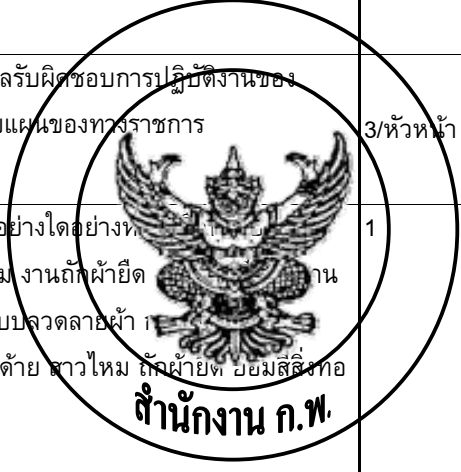 ลรับผิดชอบการปฏิบัติงานของ
มแผนของทางราชการ
3/หัวหน้า
อย่างใดอย่างห
1
ม งานถักผ้ายืด
าน
บบลวดลายผ้า ก
ด้าย สาวไหม ถักผ้ายืด ย้อมสีสิ่งทอ
สำนักงาน ก.พ.